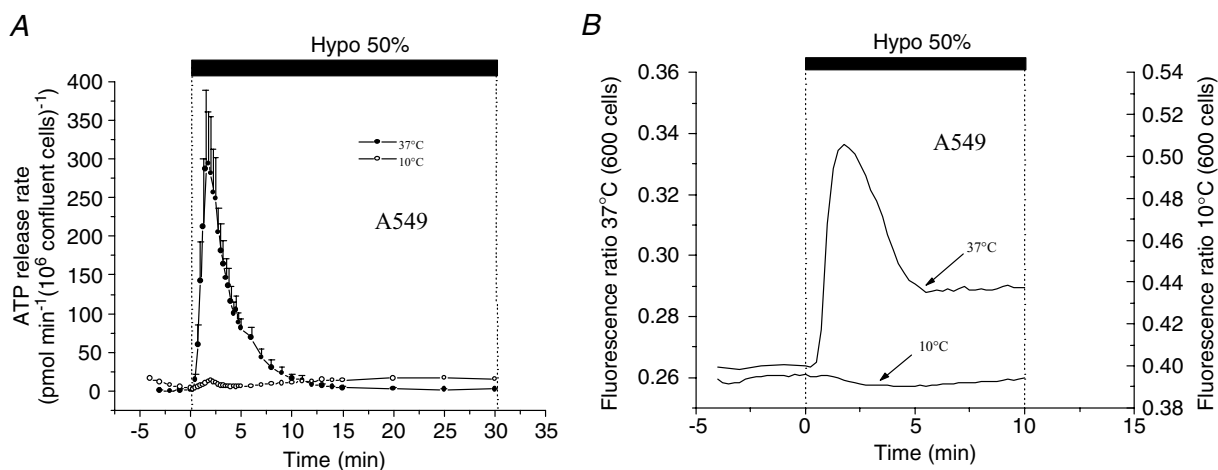 A
Hypo 50%
400
350
300
250
200
150
100
50
0
ATP release rate
(pmol min⁻¹(10⁶ confluent cells)⁻¹)
37°C
10°C
A549
-5 0 5 10 15 20 25 30 35
Time (min)
B
Hypo 50%
0.36
0.34
0.32
0.30
0.28
0.26
Fluorescence ratio 37°C (600 cells)
A549
37°C
10°C
0.54
0.52
0.50
0.48
0.46
0.44
0.42
0.40
0.38
Fluorescence ratio 10°C (600 cells)
-5 0 5 10 15
Time (min)